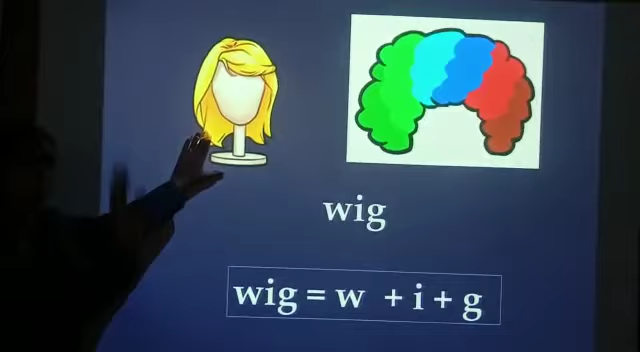 wig
wig = w + i + g